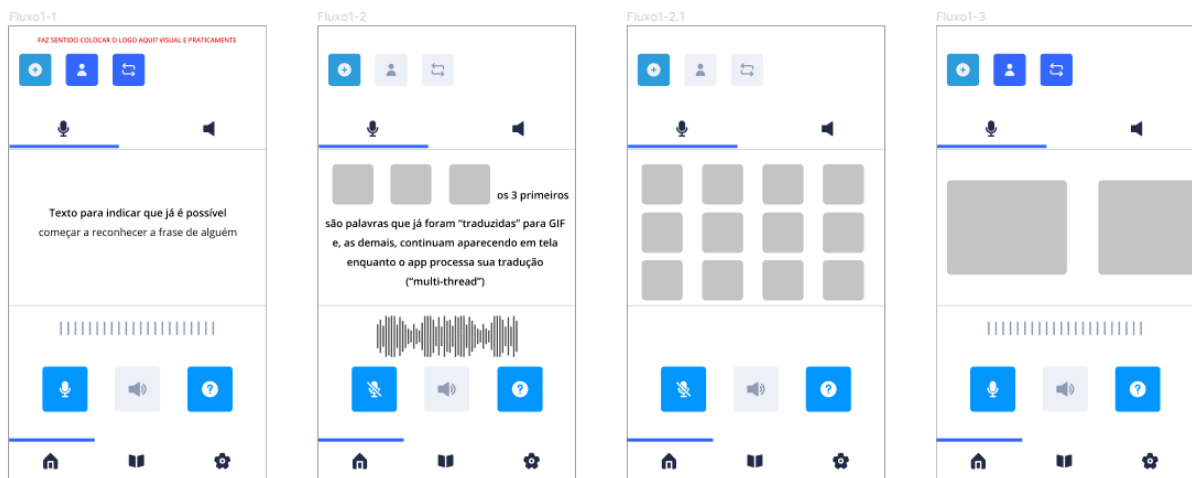 Fluxo1-1
FAZ SENTIDO COLOCAR O LOGO AQUI? VISUAL E PRATICAMENTE
Texto para indicar que já é possível
começar a reconhecer a frase de alguém
Fluxo1-2
os 3 primeiros
são palavras que já foram “traduzidas” para GIF
e, as demais, continuam aparecendo em tela
enquanto o app processa sua tradução
(“multi-thread”)
Fluxo1-2.1
Fluxo1-3